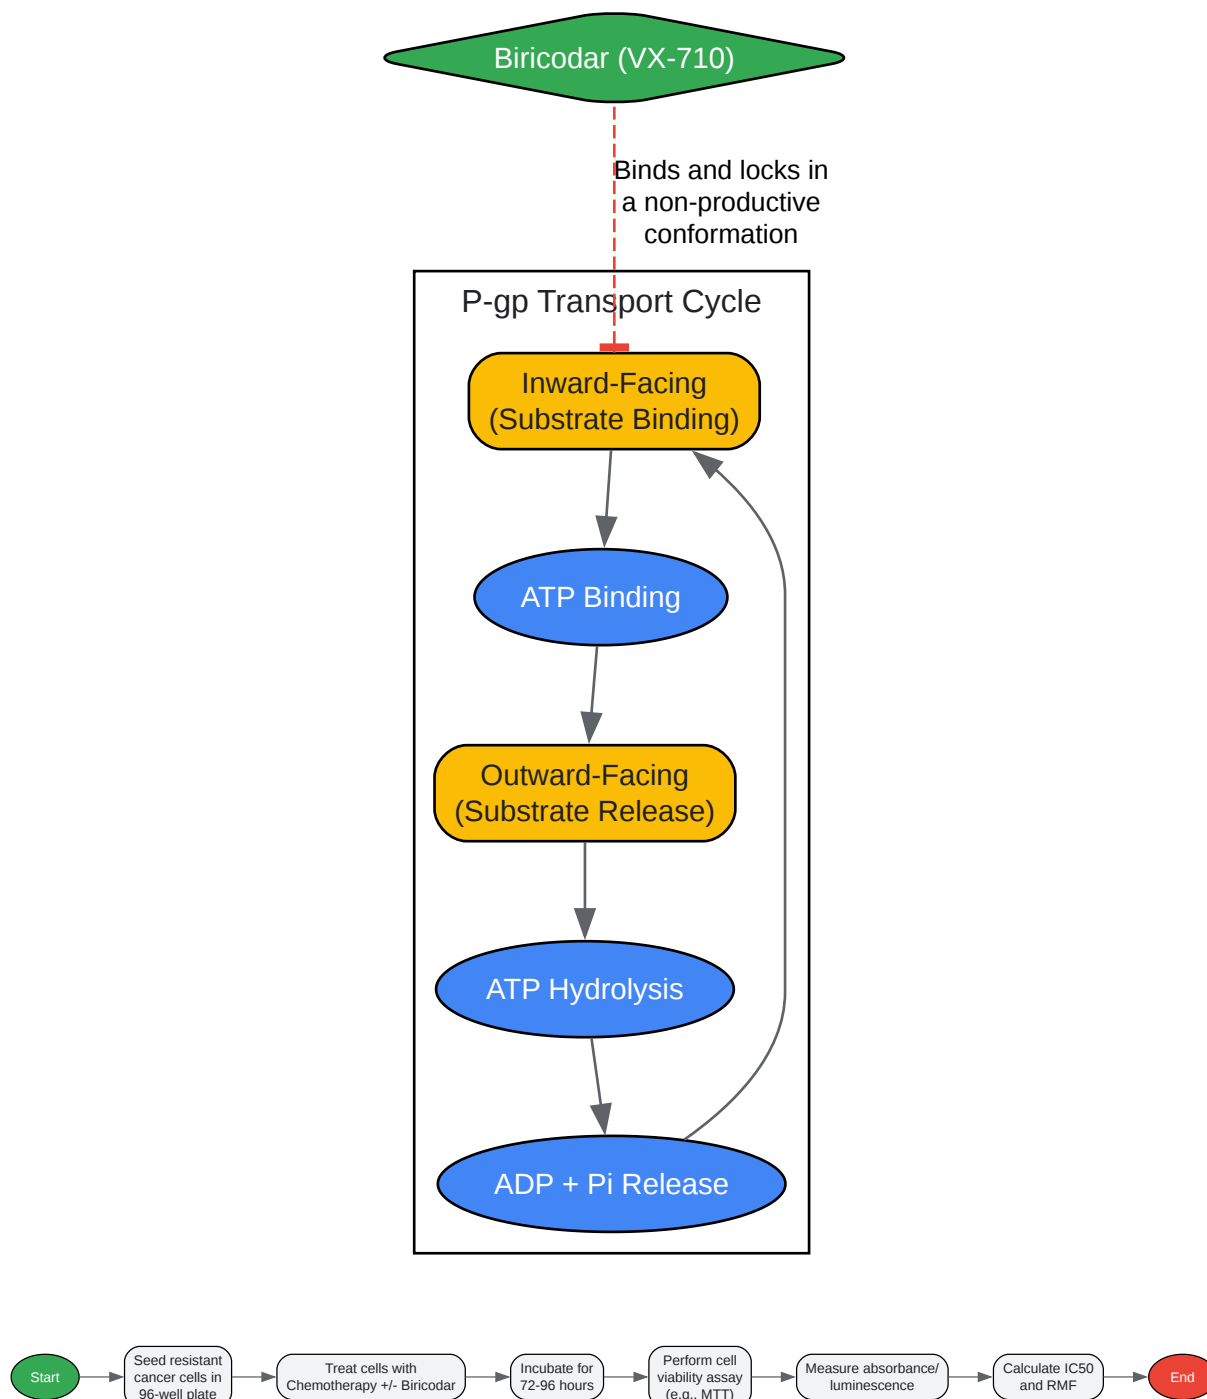 Biricodar (VX-710)
Binds and locks in
a non-productive
conformation
P-gp Transport Cycle
Inward-Facing
(Substrate Binding)
ATP Binding
Outward-Facing
(Substrate Release)
ATP Hydrolysis
ADP + Pi Release
Start
Seed resistant
cancer cells in
96-well plate
Treat cells with
Chemotherapy +/- Biricodar
Incubate for
72-96 hours
Perform cell
viability assay
(e.g., MTT)
Measure absorbance/
luminescence
Calculate IC50
and RMF
End